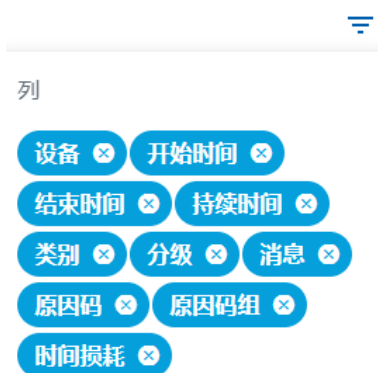 列
设备 开始时间
结束时间 持续时间
类别 分级 消息
原因码 原因码组
时间损耗